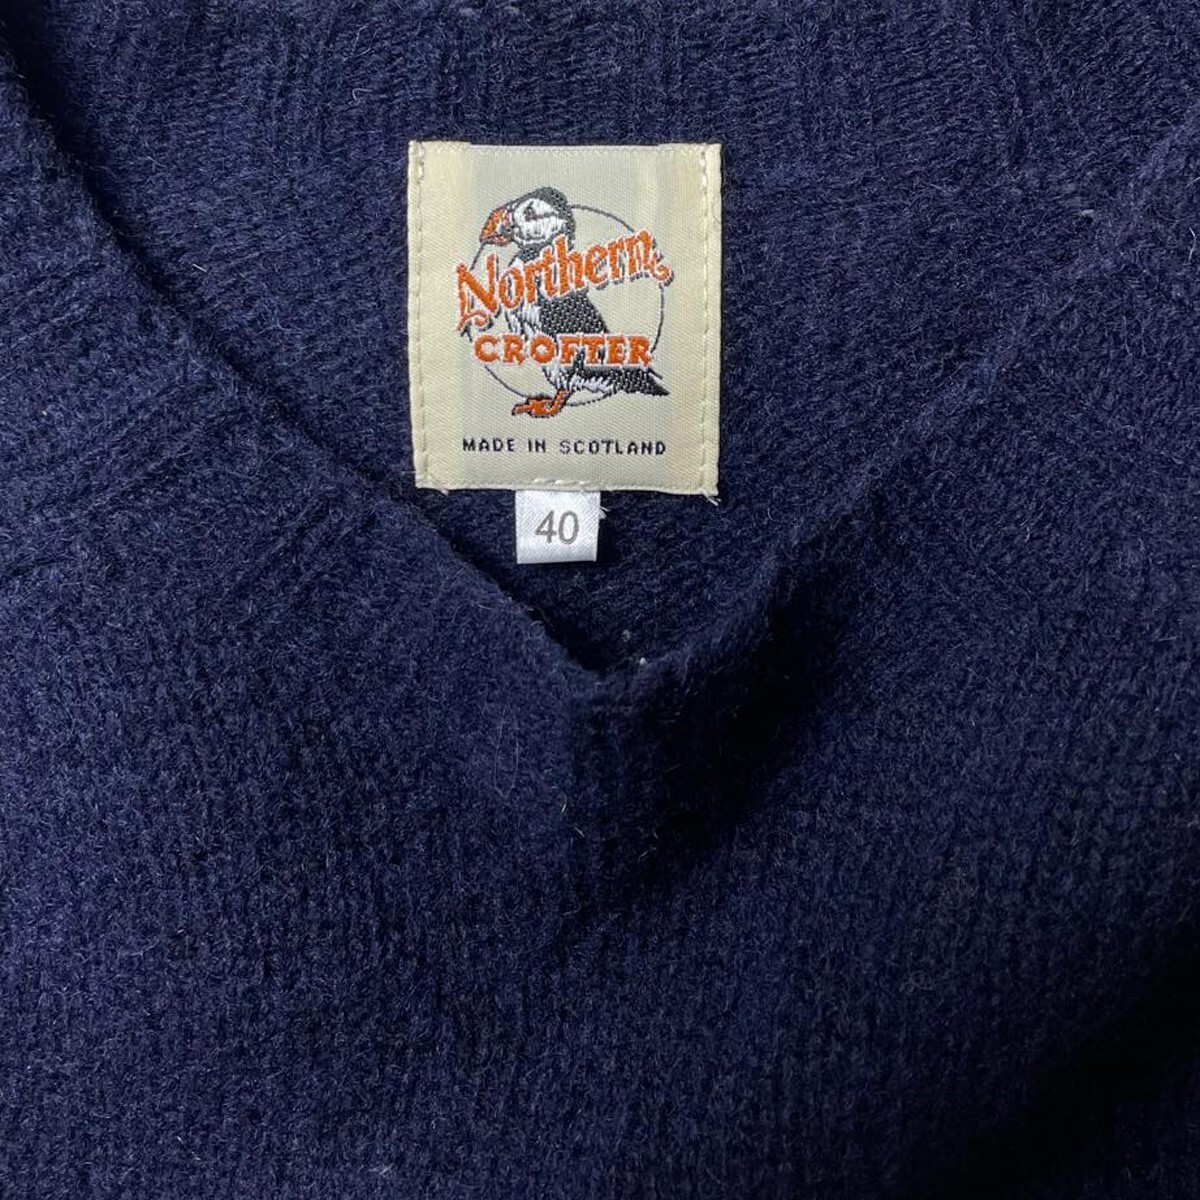 Northern
CROFTER
MADE IN SCOTLAND
40